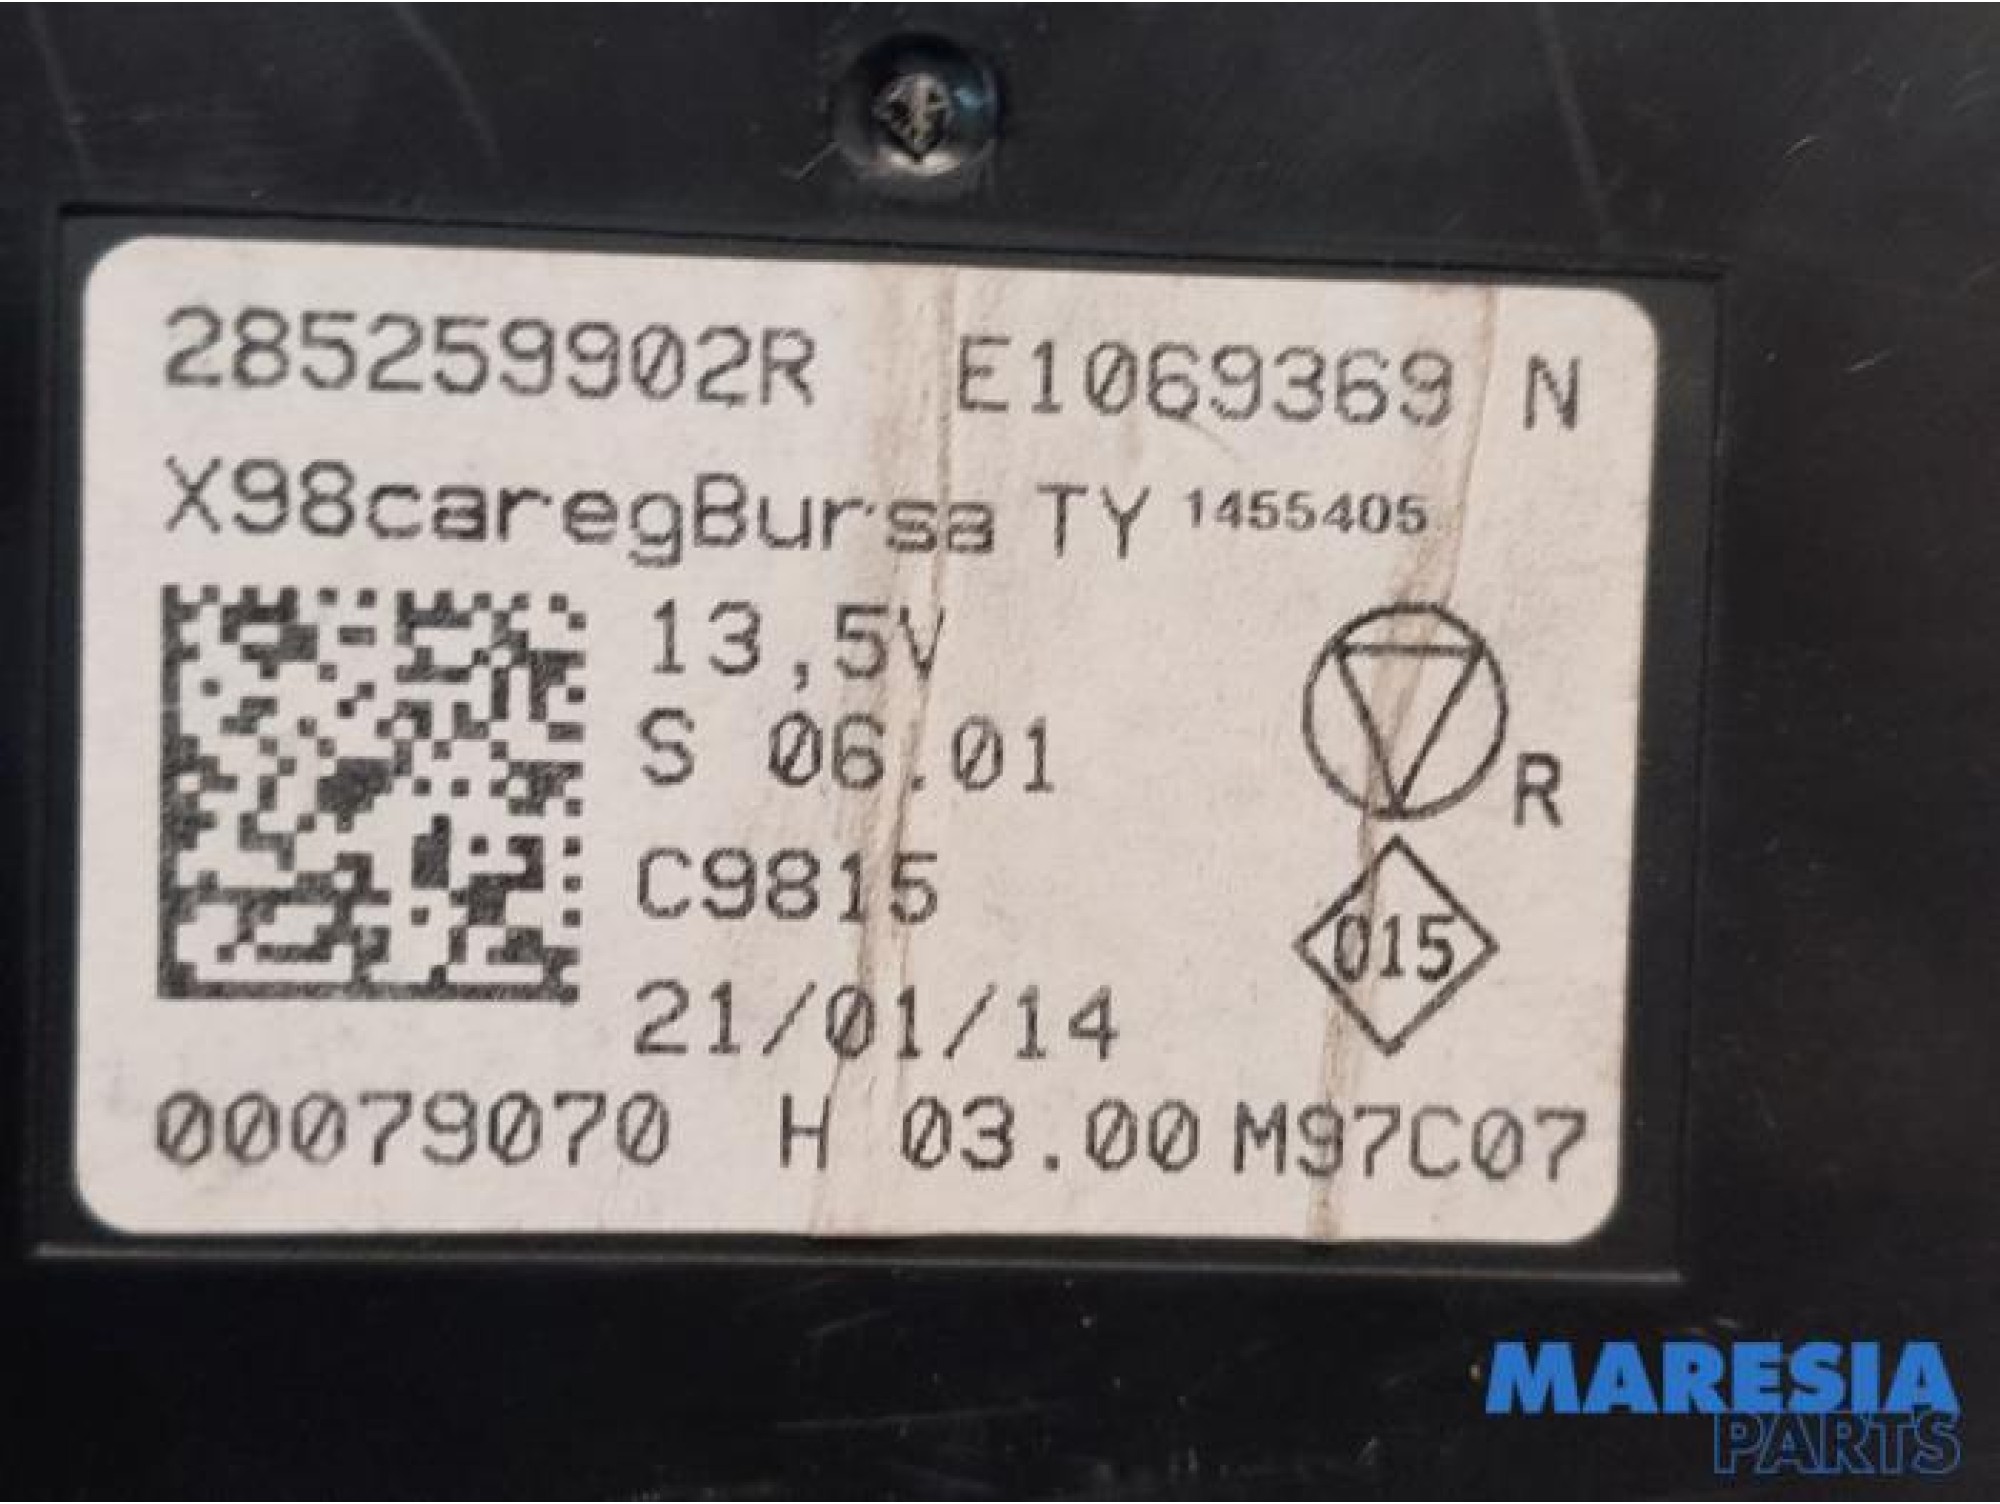 285259902R E1069369 N
X98caregBursa TY 1455405
13,5V
S 06.01
R
C9815
015
21/01/14
00079070 H 03.00 M97C07
MARESIA
PARTS